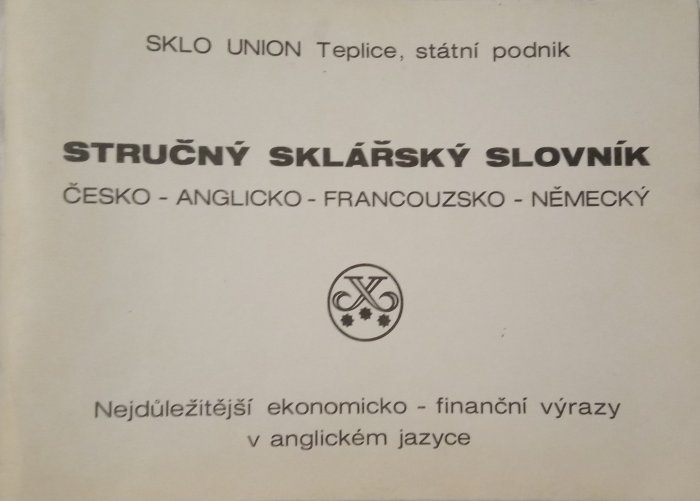 SKLO UNION Teplice, státní podnik
STRUČNÝ SKLÁŘSKÝ SLOVNÍK
ČESKO - ANGLICKO - FRANCOUZSKO - NĚMECKÝ
Nejdůležitější ekonomicko - finanční výrazy
v anglickém jazyce